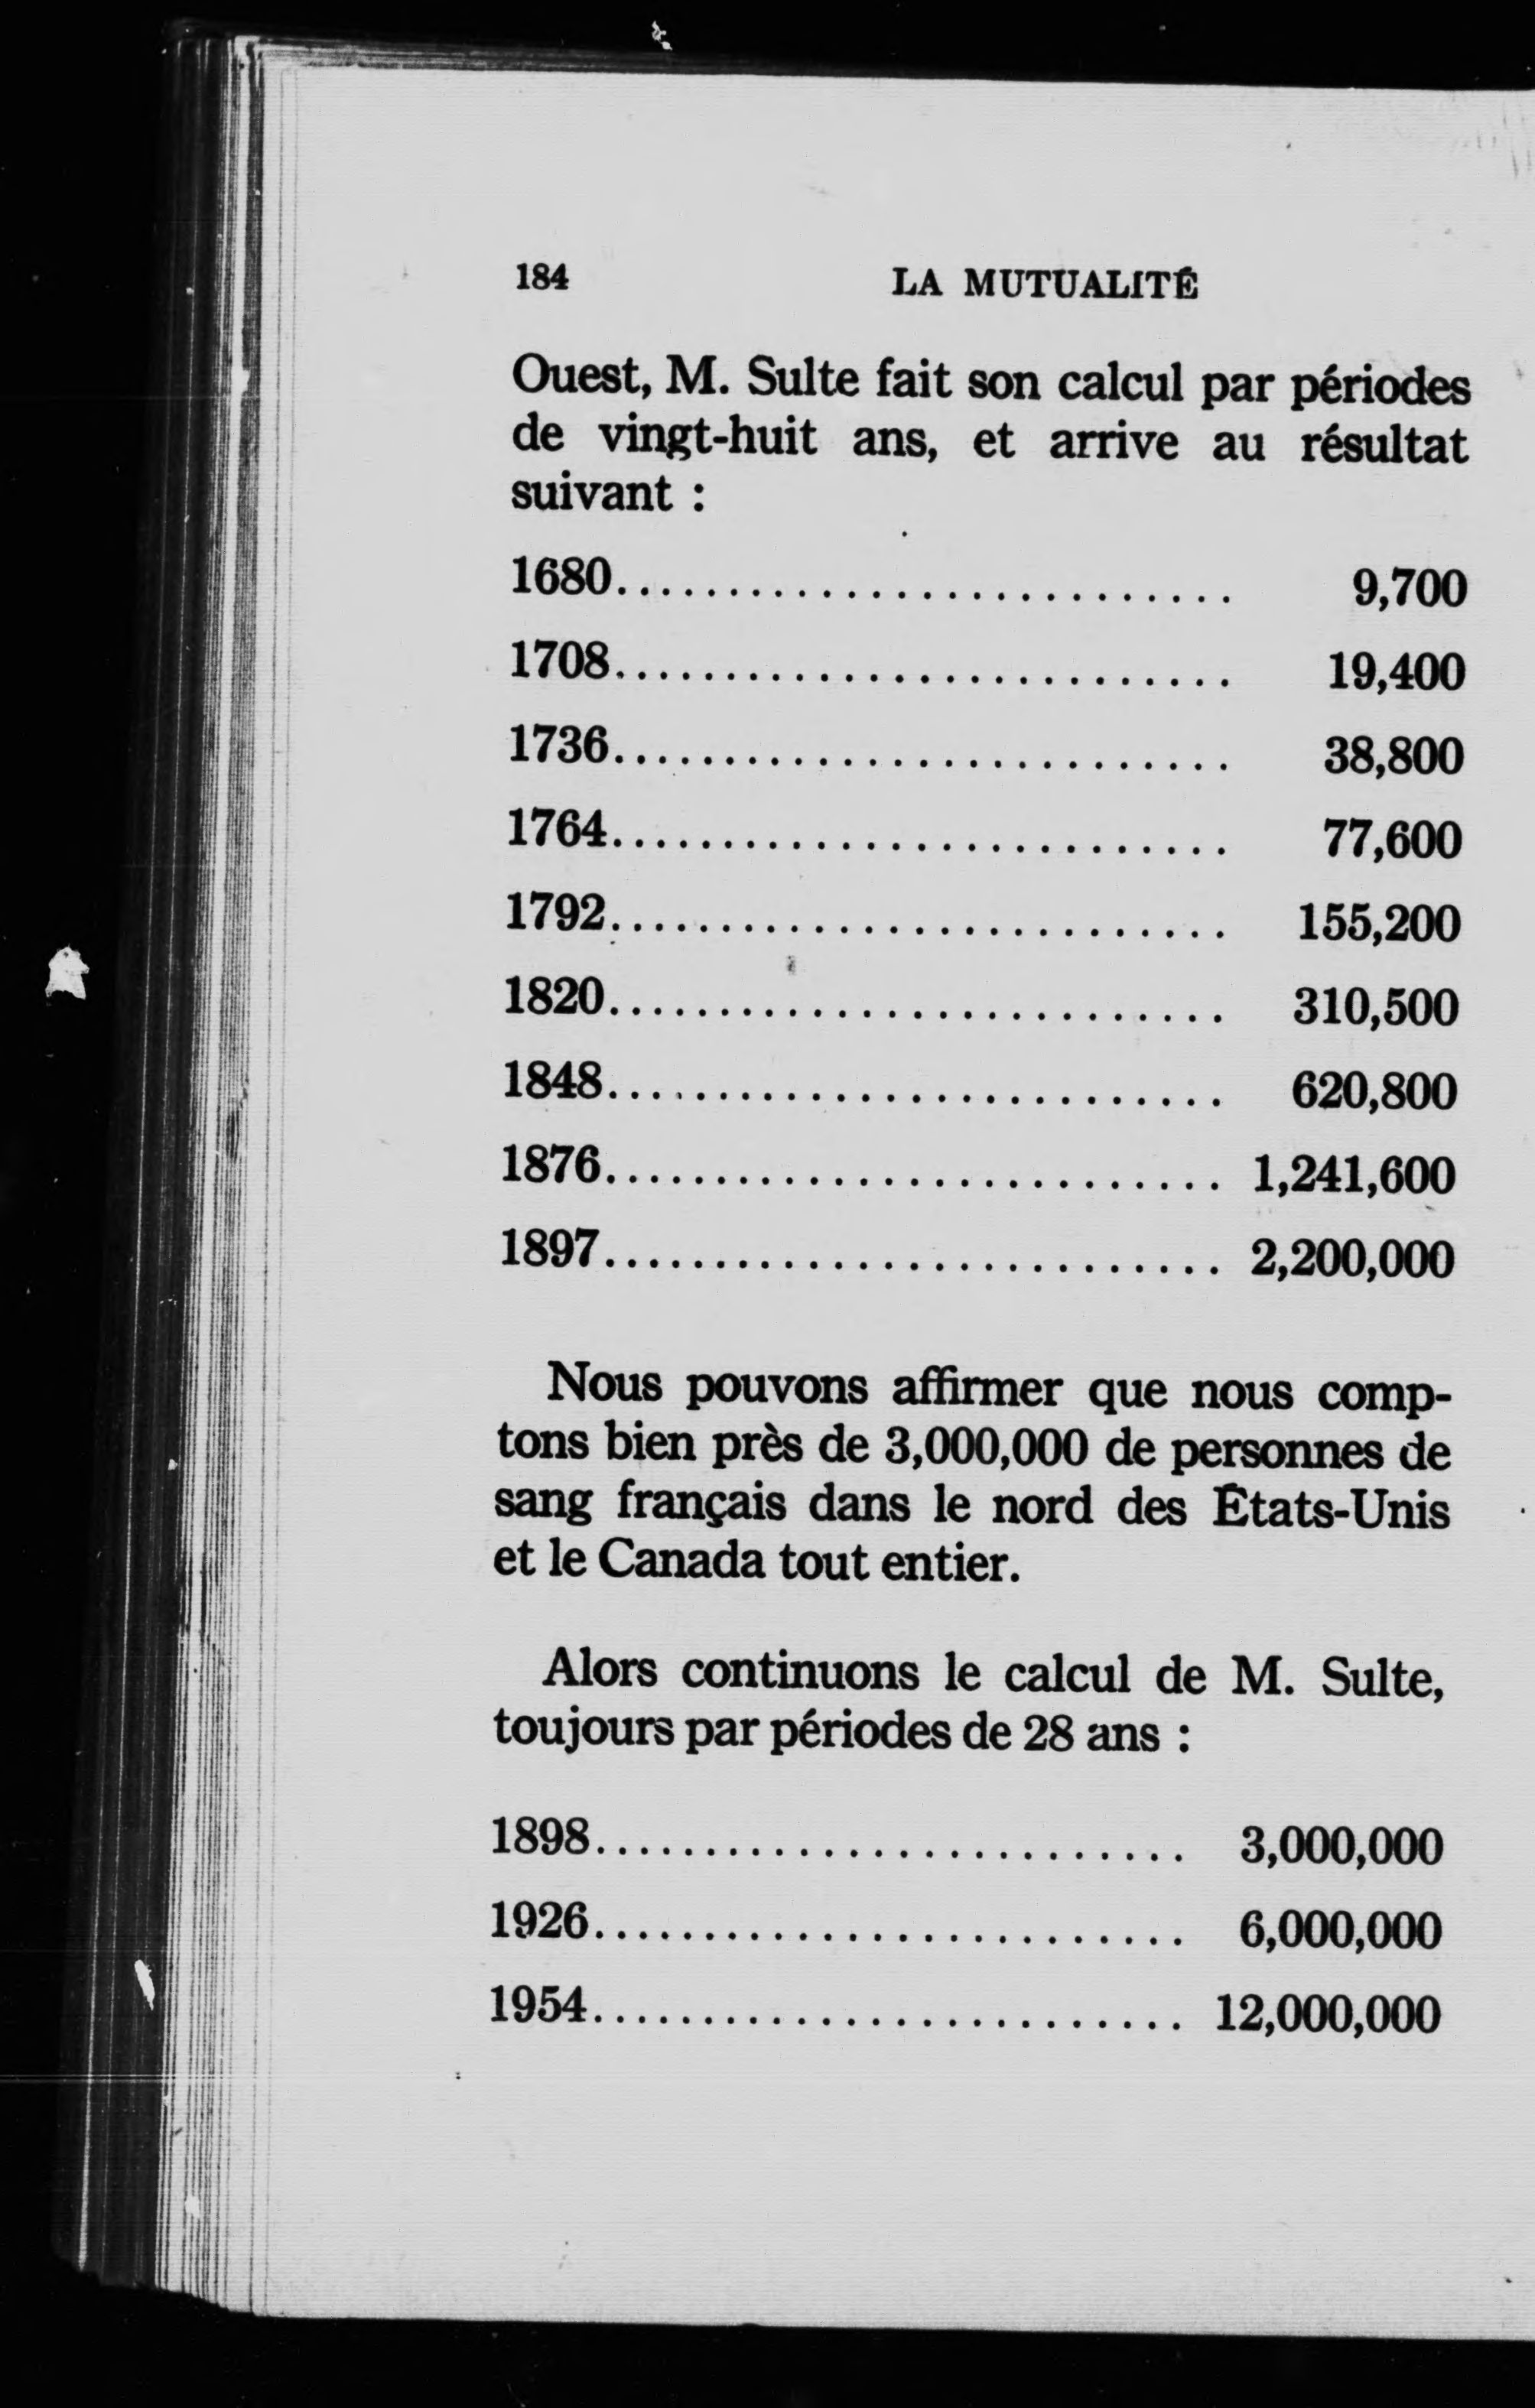 184 LA MUTUALITÉ
Ouest, M. Sulte fait son calcul par périodes
de vingt-huit ans, et arrive au résultat
suivant :
1680............................ 9,700
1708............................ 19,400
1736............................ 38,800
1764............................ 77,600
1792............................ 155,200
1820............................ 310,500
1848............................ 620,800
1876............................ 1,241,600
1897............................ 2,200,000
Nous pouvons affirmer que nous comp-
tons bien près de 3,000,000 de personnes de
sang français dans le nord des États-Unis
et le Canada tout entier.
Alors continuons le calcul de M. Sulte,
toujours par périodes de 28 ans :
1898........................... 3,000,000
1926........................... 6,000,000
1954........................... 12,000,000